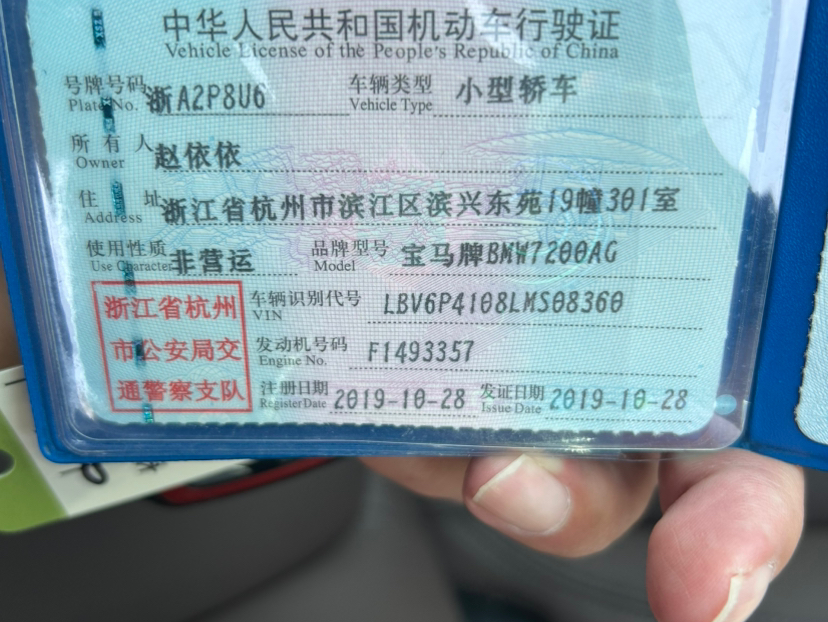 中华人民共和国机动车行驶证
Vehicle License of the People's Republic of China
号牌号码 浙A2P8U6 车辆类型 小型轿车
Plate No. Vehicle Type
所有人 赵依依
Owner
住址 浙江省杭州市滨江区滨兴东苑19幢301室
Address
使用性质 非营运 品牌型号 宝马牌BMW7200AG
Use Character Model
浙江省杭州
市公安局交
通警察支队
车辆识别代号 LBV6P4108LMS08360
VIN
发动机号码 F1493357
Engine No.
注册日期 2019-10-28 发证日期 2019-10-28
Register Date Issue Date